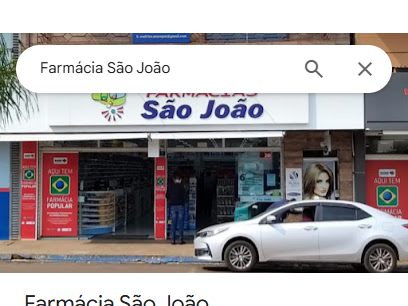 Farmácia São João
FARMÁCIAS
São João
AQUI TEM
FARMÁCIA
POPULAR
AQUI TEM
FARMÁCIA
POPULAR
Farmácia São João